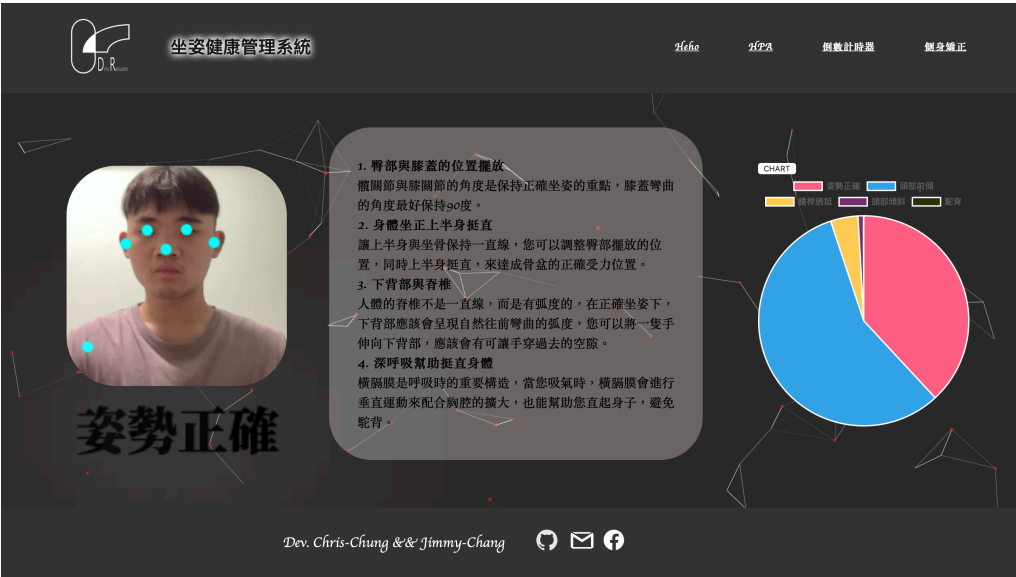 DR
坐姿健康管理系統
Heho
HPA
倒數計時器
側身矯正
姿勢正確
1. 臀部與膝蓋的位置擺放
髖關節與膝關節的角度是保持正確坐姿的重點，膝蓋彎曲
的角度最好保持90度。
2. 身體坐正上半身挺直
讓上半身與坐骨保持一直線，您可以調整臀部擺放的位
置，同時上半身挺直，來達成骨盆的正確受力位置。
3. 下背部與脊椎
人體的脊椎不是一直線，而是有弧度的，在正確坐姿下，
下背部應該會呈現自然往前彎曲的弧度，您可以將一隻手
伸向下背部，應該會有可讓手穿過去的空隙。
4. 深呼吸幫助挺直身體
橫膈膜是呼吸時的重要構造，當您吸氣時，橫膈膜會進行
垂直運動來配合胸腔的擴大，也能幫助您直起身子，避免
駝背。
CHART
姿勢正確 頭部前傾
腰桿過挺 頭部傾斜 駝背
Dev. Chris-Chung && Jimmy-Chang